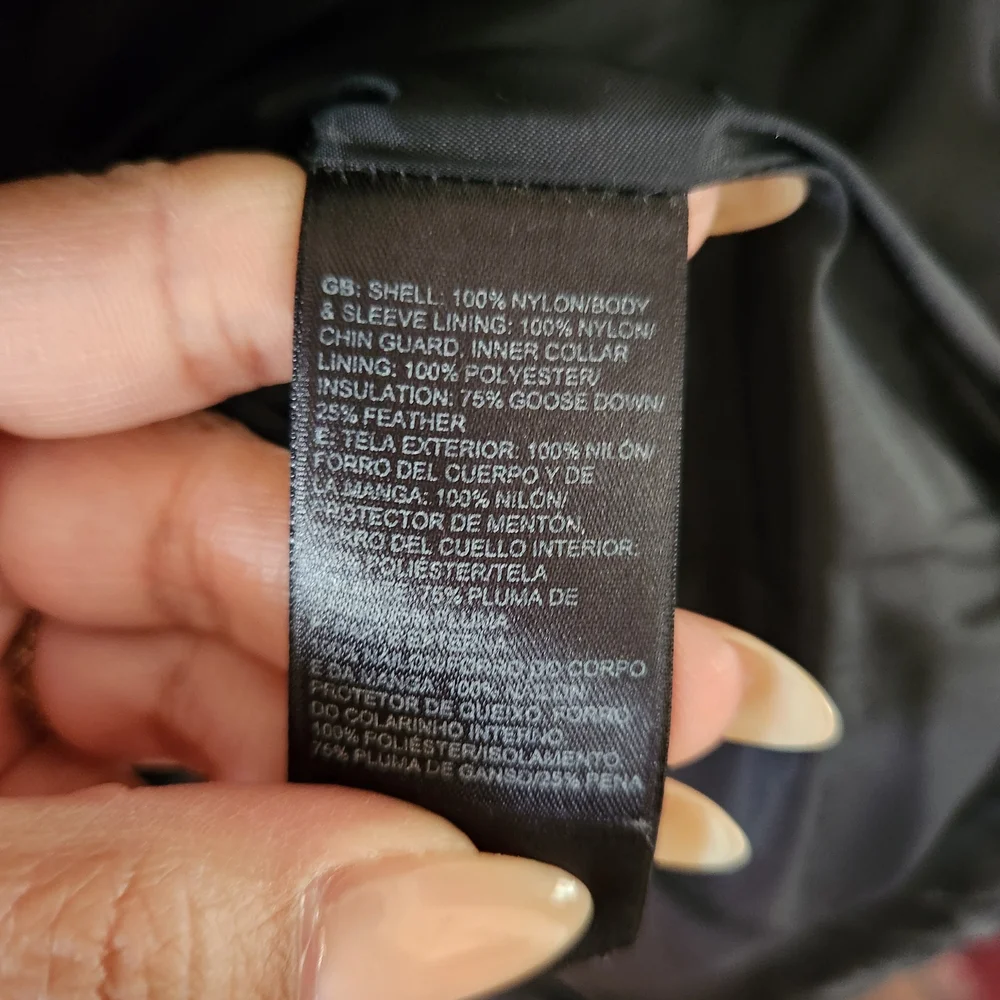 GB: SHELL: 100% NYLON/BODY
& SLEEVE LINING: 100% NYLON/
CHIN GUARD, INNER COLLAR
LINING: 100% POLYESTER/
INSULATION: 75% GOOSE DOWN/
25% FEATHER
E: TELA EXTERIOR: 100% NILÓN/
FORRO DEL CUERPO Y DE
LA MANGA: 100% NILÓN/
PROTECTOR DE MENTÓN,
FORRO DEL CUELLO INTERIOR:
POLIÉSTER/TELA
75% PLUMA DE
DO CORPO
100%
PROTETOR DE QUEIXO, FORRO
DO COLARINHO INTERNO
100% POLIÉSTER/ISOLAMENTO
75% PLUMA DE GANSO/25% PENA